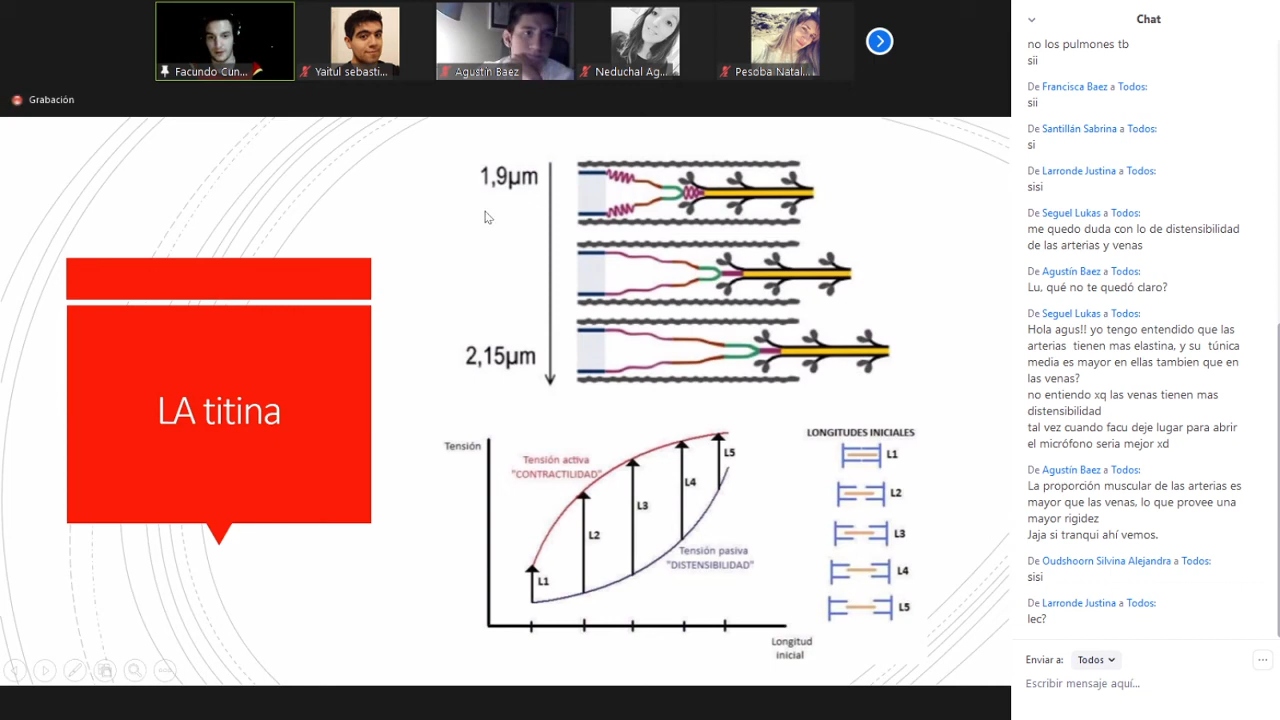 Facundo Cún...
Yaitul sebasti...
Agustín Baez
Neduchal Ag...
Pesoba Natal...
Grabación
LA titina
1,9µm
2,15µm
Tensión
Tensión activa
"CONTRACTILIDAD"
L1
L2
L3
L4
L5
Tensión pasiva
"DISTENSIBILIDAD"
Longitud
inicial
LONGITUDES INICIALES
L1
L2
L3
L4
L5
Chat
no los pulmones tb
sii
De Francisca Baez a Todos:
sii
De Santillán Sabrina a Todos:
si
De Larronde Justina a Todos:
sisi
De Seguel Lukas a Todos:
me quedo duda con lo de distensibilidad
de las arterias y venas
De Agustín Baez a Todos:
Lu, qué no te quedó claro?
De Seguel Lukas a Todos:
Hola agus!! yo tengo entendido que las
arterias tienen mas elastina, y su túnica
media es mayor en ellas tambien que en
las venas?
no entiendo xq las venas tienen mas
distensibilidad
tal vez cuando facu deje lugar para abrir
el micrófono seria mejor xd
De Agustín Baez a Todos:
La proporción muscular de las arterias es
mayor que las venas, lo que provee una
mayor rigidez
Jaja si tranqui ahí vemos.
De Oudshoorn Silvina Alejandra a Todos:
sisi
De Larronde Justina a Todos:
lec?
Enviar a: Todos
Escribir mensaje aquí...